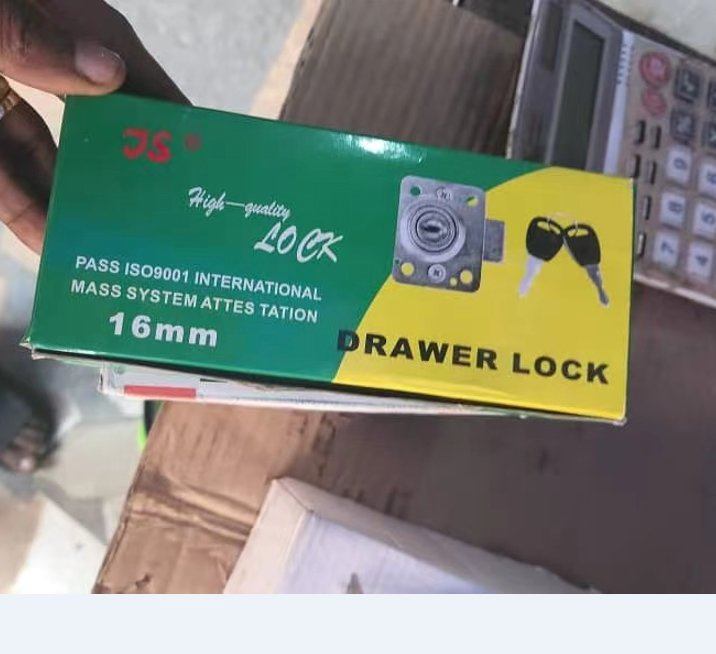 JS ®
High-quality
LOCK
PASS ISO9001 INTERNATIONAL
MASS SYSTEM ATTES TATION
16mm
DRAWER LOCK